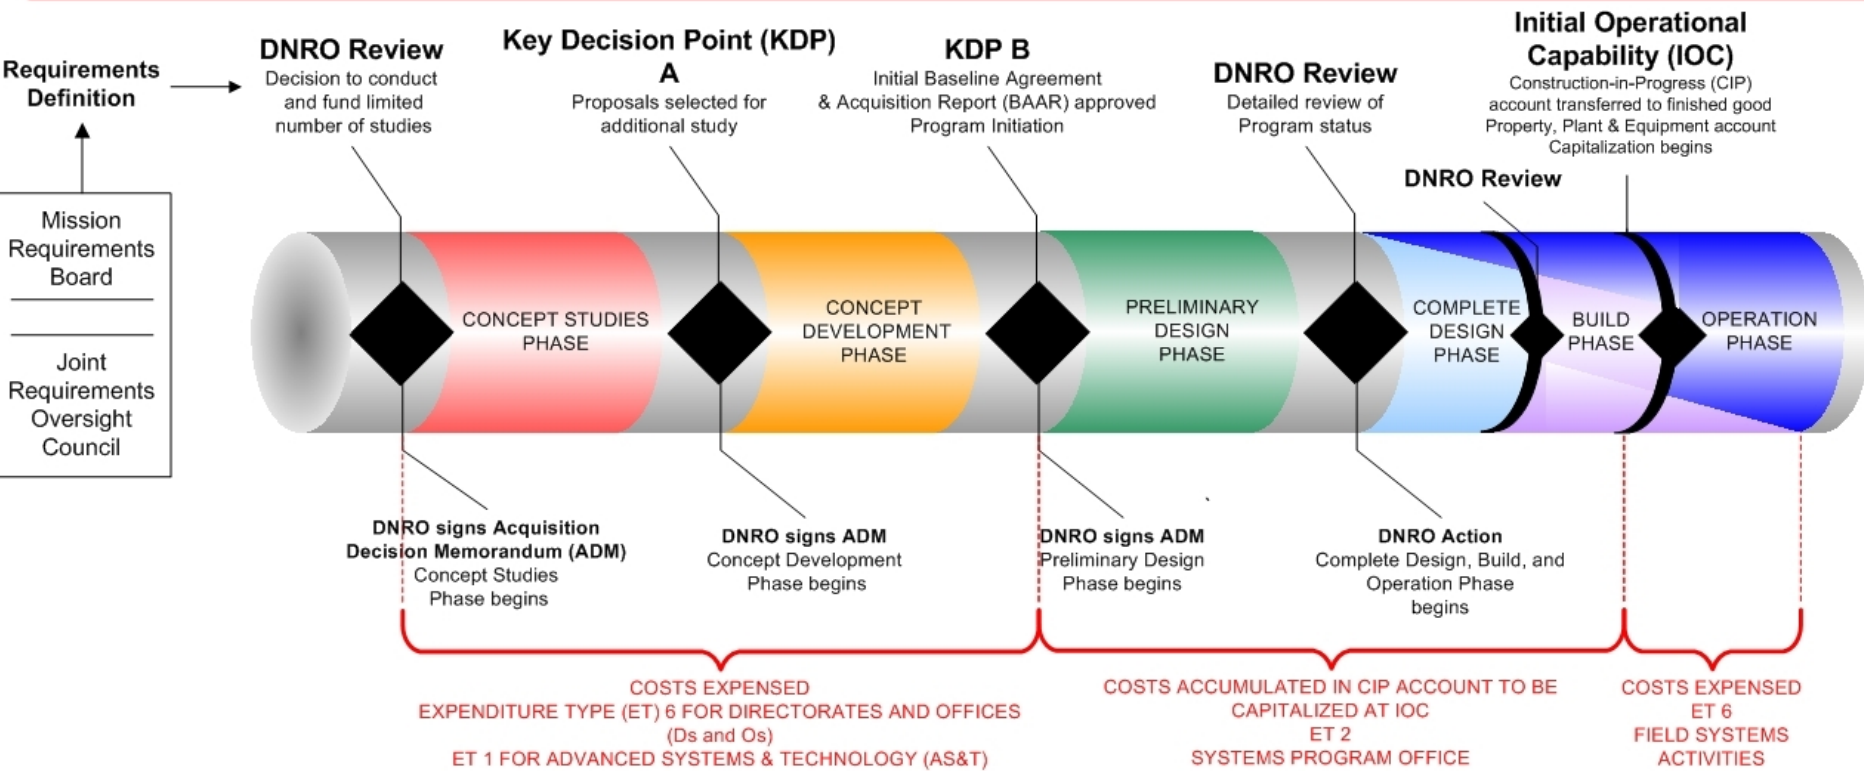 Requirements
Definition
Mission
Requirements
Board
Joint
Requirements
Oversight
Council
DNRO Review
Decision to conduct
and fund limited
number of studies
Key Decision Point (KDP)
A
Proposals selected for
additional study
KDP B
Initial Baseline Agreement
& Acquisition Report (BAAR) approved
Program Initiation
DNRO Review
Detailed review of
Program status
Initial Operational
Capability (IOC)
Construction-in-Progress (CIP)
account transferred to finished good
Property, Plant & Equipment account
Capitalization begins
DNRO Review
CONCEPT STUDIES
PHASE
CONCEPT
DEVELOPMENT
PHASE
PRELIMINARY
DESIGN
PHASE
COMPLETE
DESIGN
PHASE
BUILD
PHASE
OPERATION
PHASE
DNRO signs Acquisition
Decision Memorandum (ADM)
Concept Studies
Phase begins
DNRO signs ADM
Concept Development
Phase begins
DNRO signs ADM
Preliminary Design
Phase begins
DNRO Action
Complete Design, Build, and
Operation Phase
begins
COSTS EXPENSED
EXPENDITURE TYPE (ET) 6 FOR DIRECTORATES AND OFFICES
(Ds and Os)
ET 1 FOR ADVANCED SYSTEMS & TECHNOLOGY (AS&T)
COSTS ACCUMULATED IN CIP ACCOUNT TO BE
CAPITALIZED AT IOC
ET 2
SYSTEMS PROGRAM OFFICE
COSTS EXPENSED
ET 6
FIELD SYSTEMS
ACTIVITIES